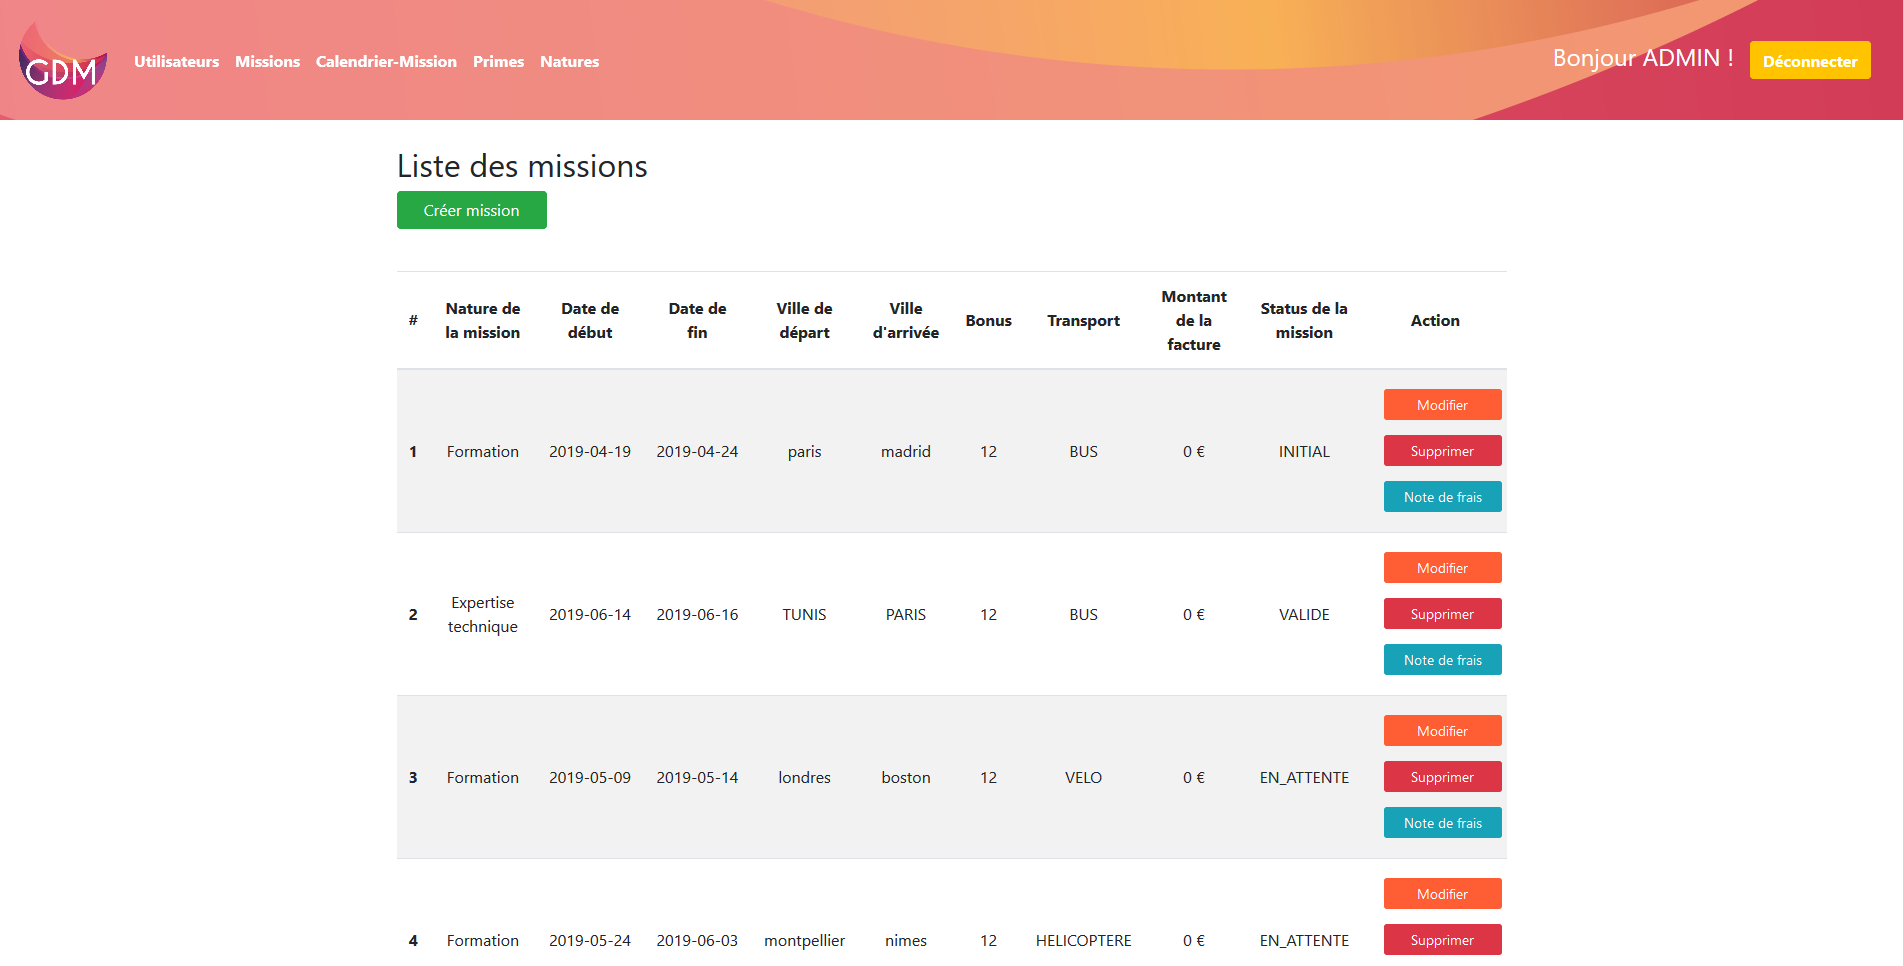 GDM
Utilisateurs Missions Calendrier-Mission Primes Natures
Bonjour ADMIN !
Déconnecter
Liste des missions
Créer mission
# Nature de la mission Date de début Date de fin Ville de départ Ville d'arrivée Bonus Transport Montant de la facture Status de la mission Action
1 Formation 2019-04-19 2019-04-24 paris madrid 12 BUS 0 € INITIAL
Modifier
Supprimer
Note de frais
2 Expertise technique 2019-06-14 2019-06-16 TUNIS PARIS 12 BUS 0 € VALIDE
Modifier
Supprimer
Note de frais
3 Formation 2019-05-09 2019-05-14 londres boston 12 VELO 0 € EN_ATTENTE
Modifier
Supprimer
Note de frais
4 Formation 2019-05-24 2019-06-03 montpellier nimes 12 HELICOPTERE 0 € EN_ATTENTE
Modifier
Supprimer